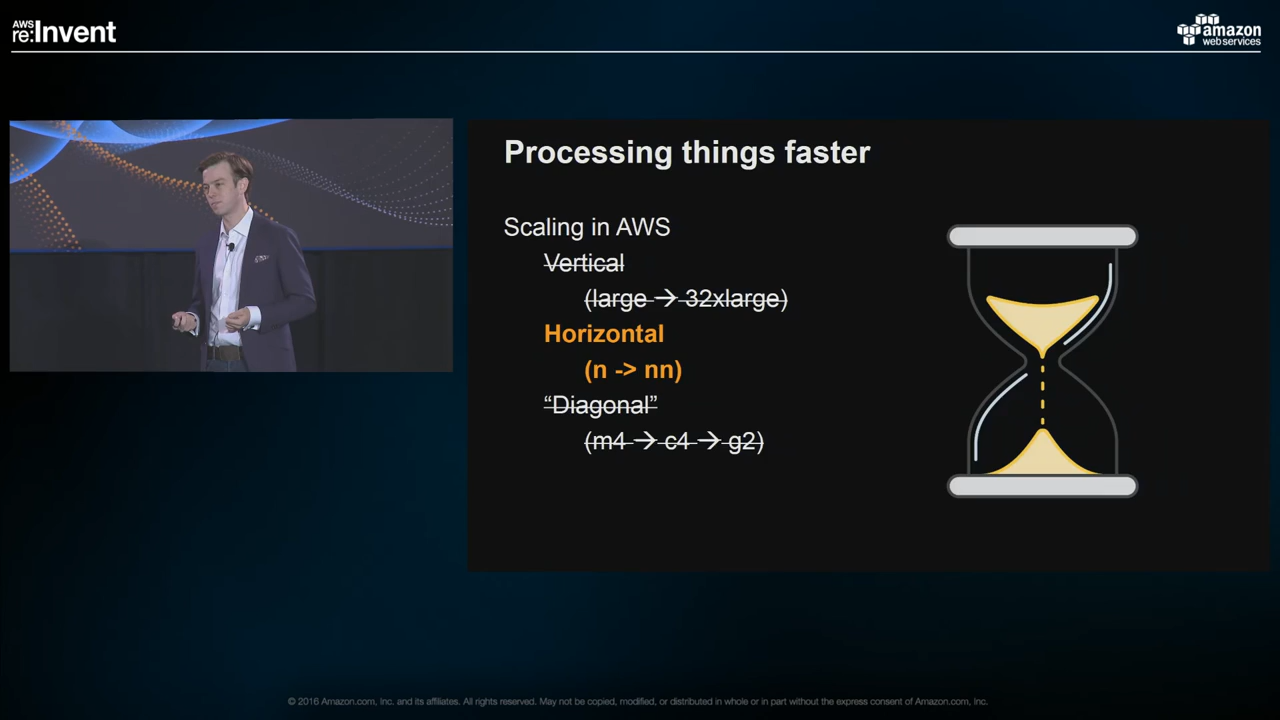 AWS
re:Invent
amazon
web services
Processing things faster
Scaling in AWS
Vertical
(large → 32xlarge)
Horizontal
(n -> nn)
“Diagonal”
(m4 → c4 → g2)
© 2016 Amazon.com, Inc. and its affiliates. All rights reserved. May not be copied, modified, or distributed in whole or in part without the express consent of Amazon.com, Inc.